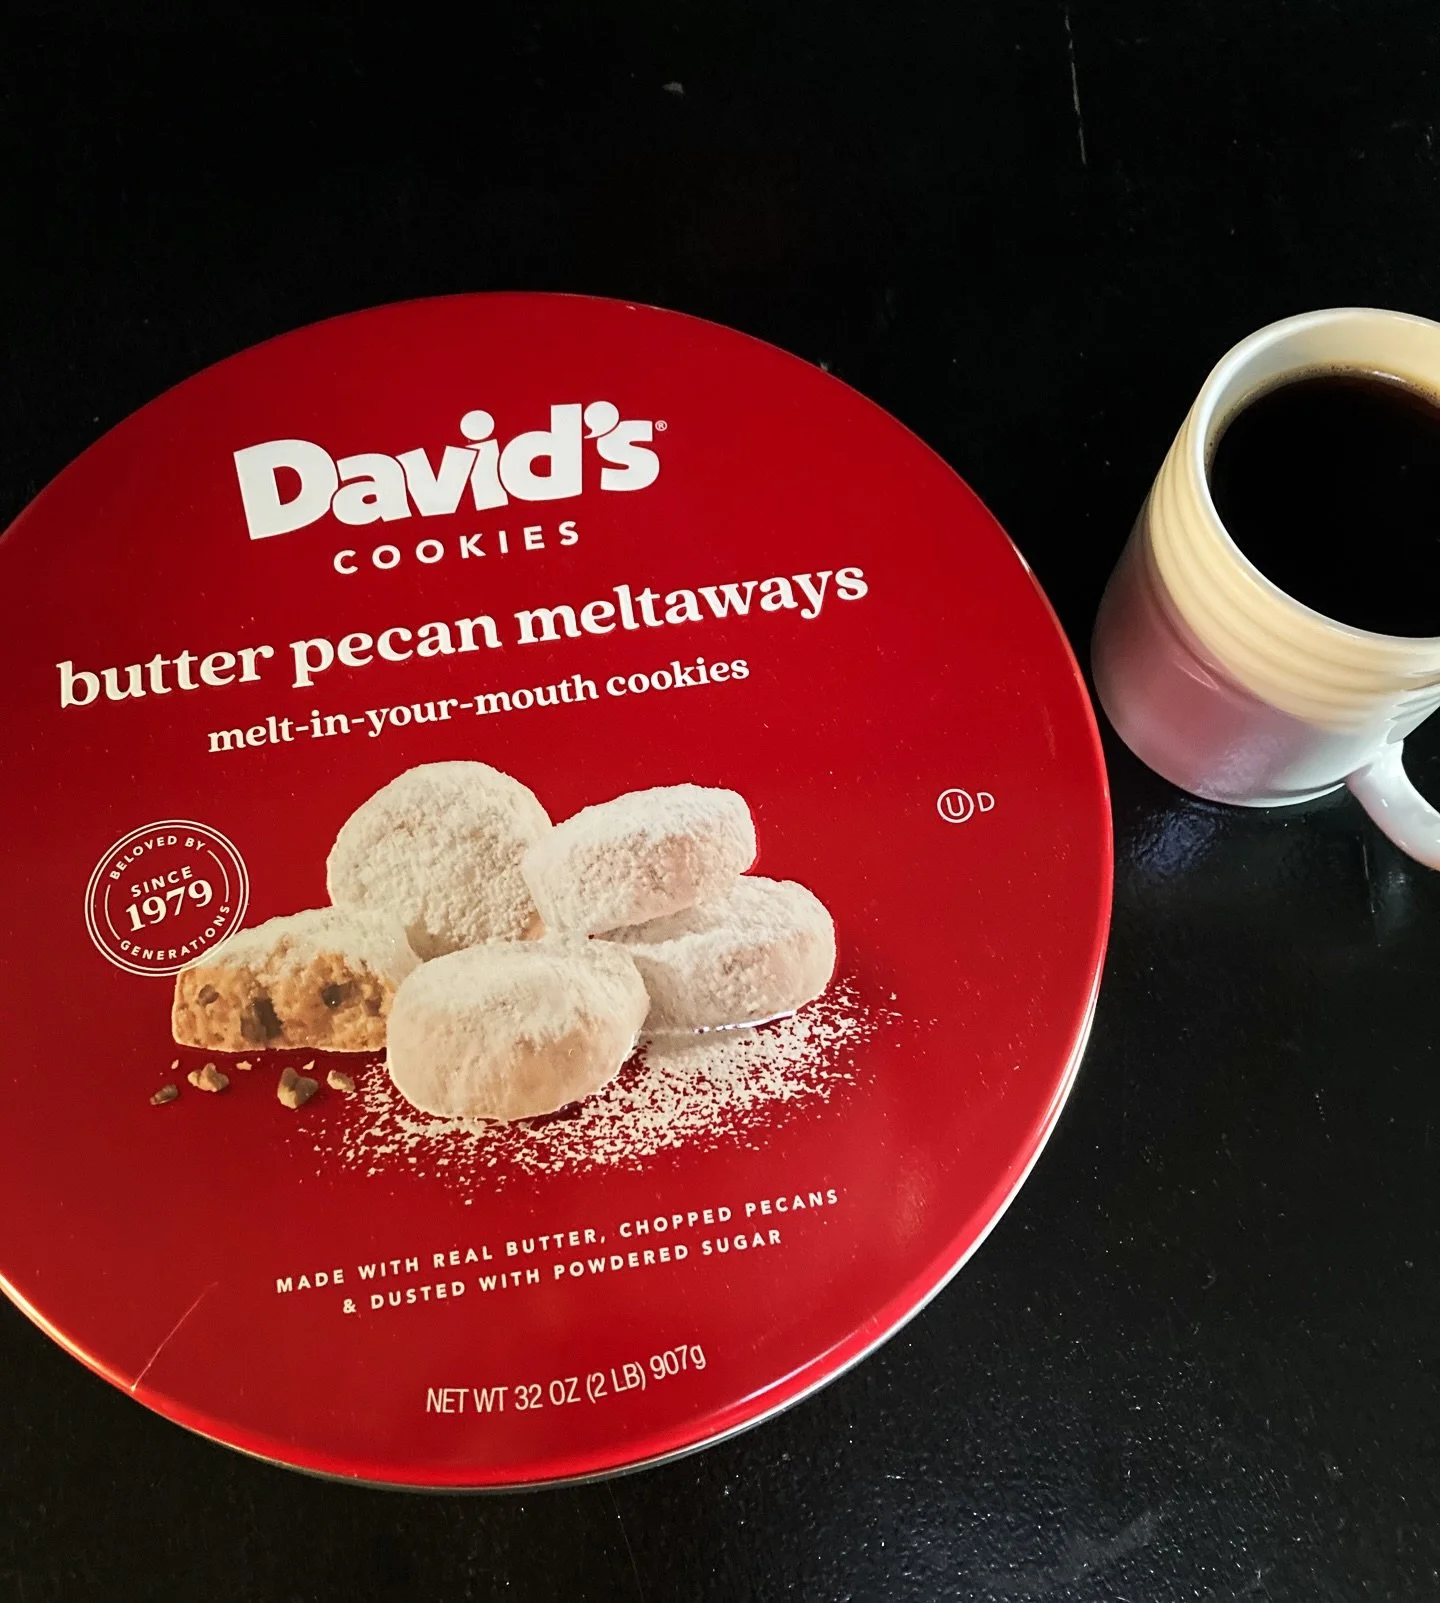 David's®
COOKIES
butter pecan meltaways
melt-in-your-mouth cookies
Ⓤ D
BELOVED BY
SINCE
1979
GENERATIONS
MADE WITH REAL BUTTER, CHOPPED PECANS
& DUSTED WITH POWDERED SUGAR
NET WT 32 OZ (2 LB) 907g